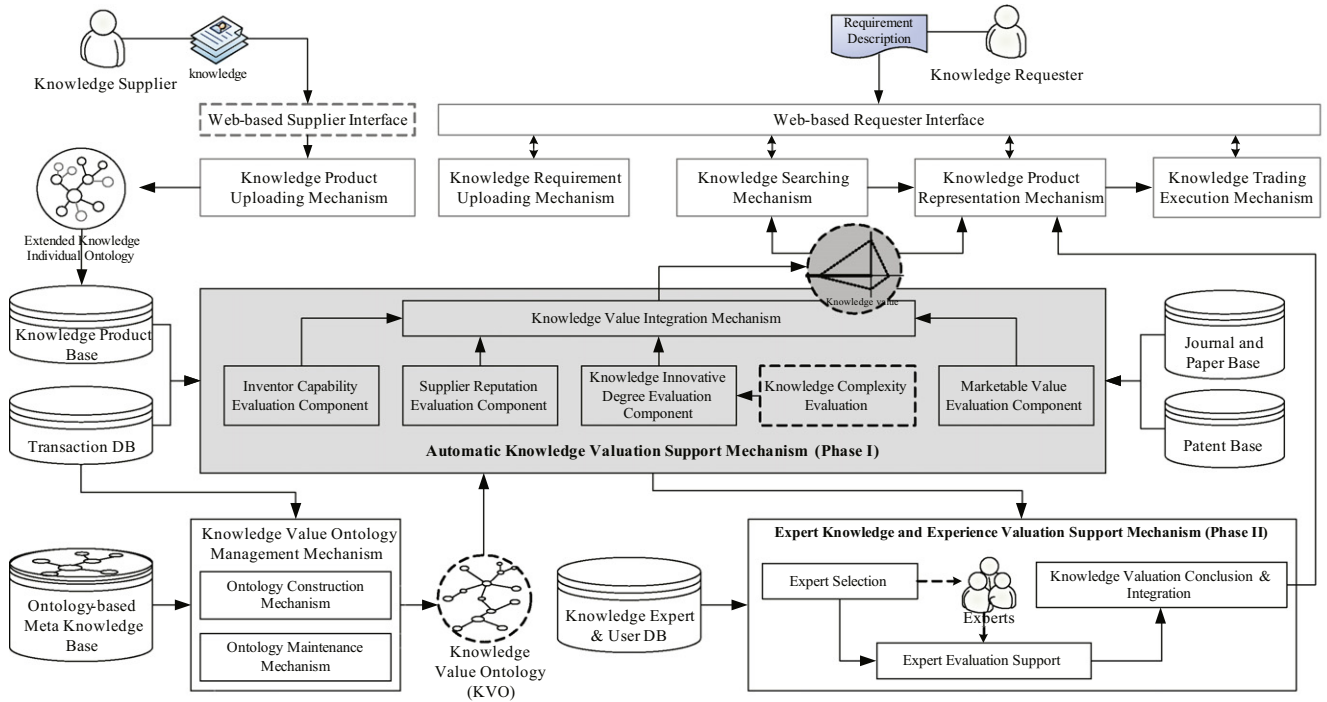 Requirement
Description
Knowledge Supplier
knowledge
Knowledge Requester
Web-based Supplier Interface
Web-based Requester Interface
Knowledge Product
Uploading Mechanism
Knowledge Requirement
Uploading Mechanism
Knowledge Searching
Mechanism
Knowledge Product
Representation Mechanism
Knowledge Trading
Execution Mechanism
Extended Knowledge
Individual Ontology
Knowledge value
Knowledge Product
Base
Transaction DB
Knowledge Value Integration Mechanism
Inventor Capability
Evaluation Component
Supplier Reputation
Evaluation Component
Knowledge Innovative
Degree Evaluation
Component
Knowledge Complexity
Evaluation
Marketable Value
Evaluation Component
Automatic Knowledge Valuation Support Mechanism (Phase I)
Journal and
Paper Base
Patent Base
Ontology-based
Meta Knowledge
Base
Knowledge Value Ontology
Management Mechanism
Ontology Construction
Mechanism
Ontology Maintenance
Mechanism
Knowledge
Value Ontology
(KVO)
Knowledge Expert
& User DB
Expert Knowledge and Experience Valuation Support Mechanism (Phase II)
Expert Selection
Experts
Knowledge Valuation Conclusion &
Integration
Expert Evaluation Support